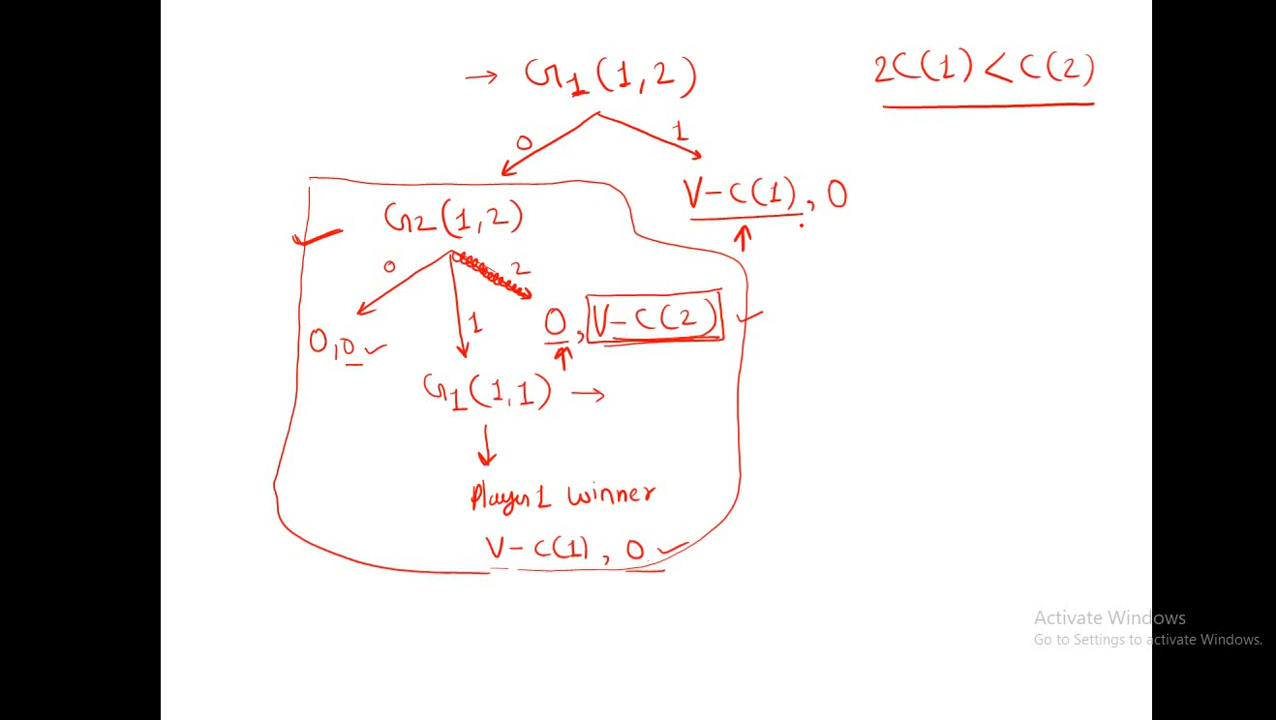 → G₁(1,2)
2C(1) < C(2)
0
1
V-C(1), 0
G₂(1,2)
0
1
2
0, V-C(2)
0,0
G₁(1,1) →
Player 1 winner
V-C(1), 0
Activate Windows
Go to Settings to activate Windows.